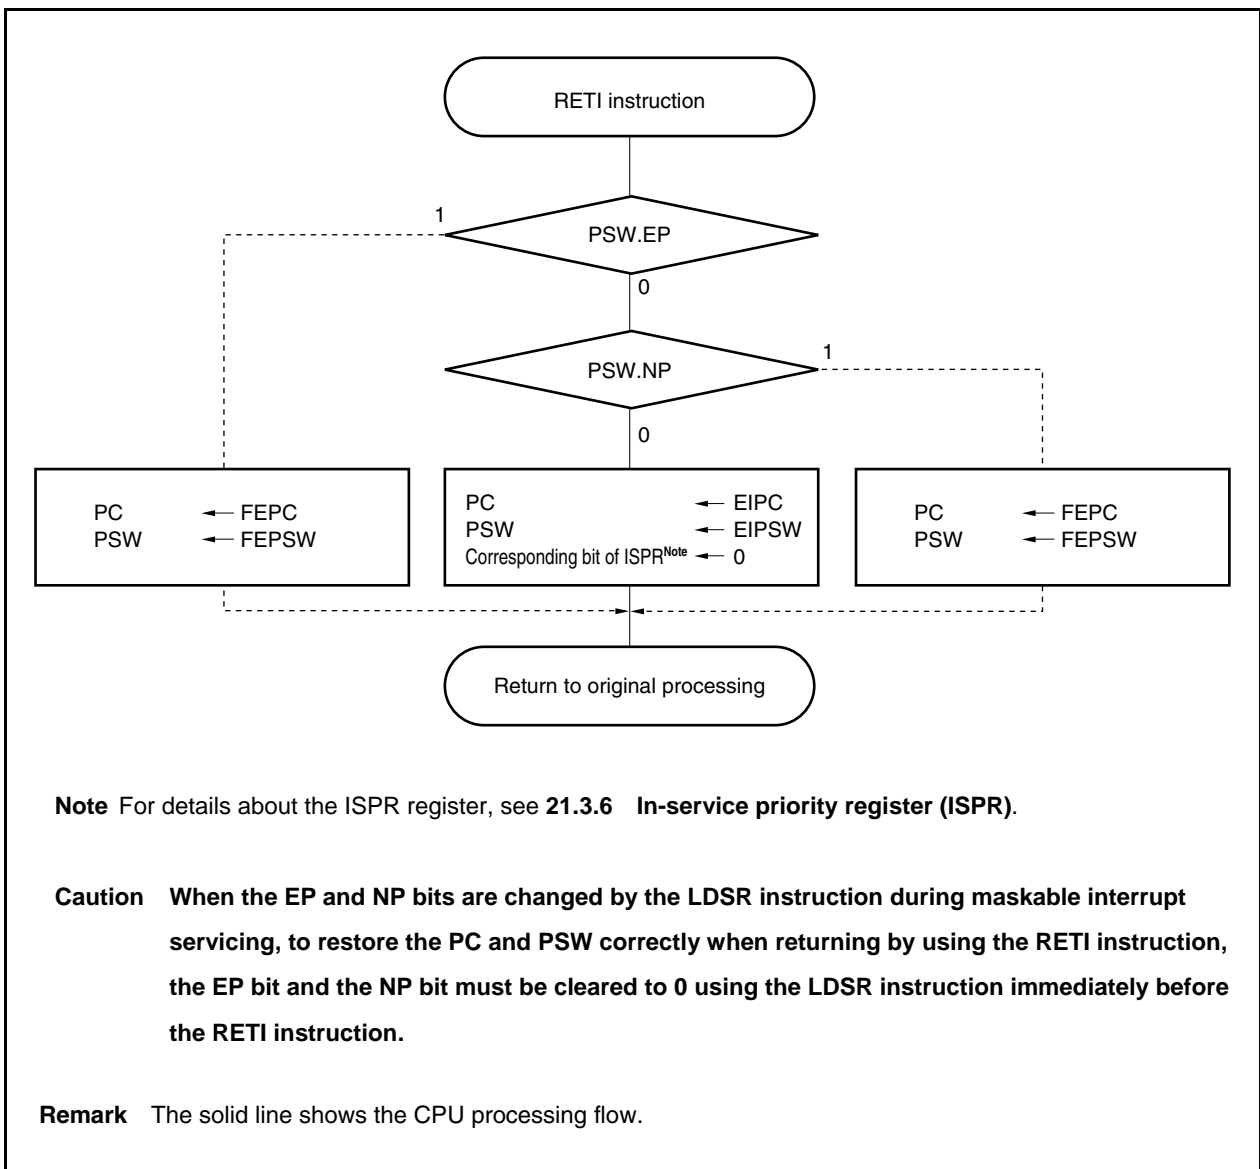 RETI instruction
1
PSW.EP
0
1
PSW.NP
0
PC ← FEPC
PSW ← FEPSW
PC ← EIPC
PSW ← EIPSW
Corresponding bit of ISPRNote ← 0
PC ← FEPC
PSW ← FEPSW
Return to original processing
Note For details about the ISPR register, see 21.3.6 In-service priority register (ISPR).
Caution When the EP and NP bits are changed by the LDSR instruction during maskable interrupt
servicing, to restore the PC and PSW correctly when returning by using the RETI instruction,
the EP bit and the NP bit must be cleared to 0 using the LDSR instruction immediately before
the RETI instruction.
Remark The solid line shows the CPU processing flow.